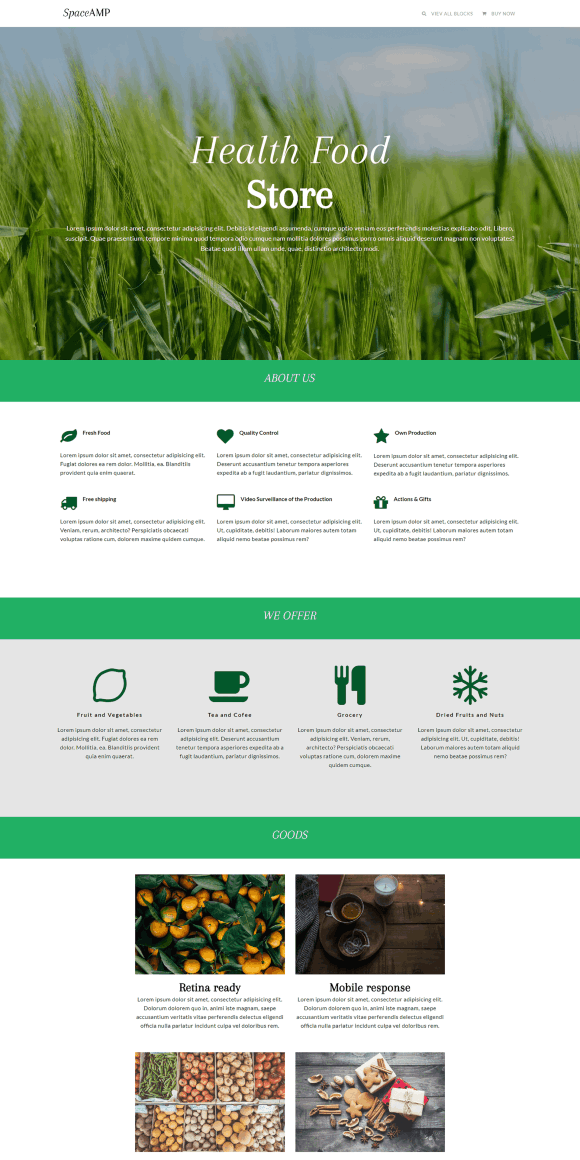 SpaceAMP
VIEW ALL BLOCKS
BUY NOW
Health Food
Store
Lorem ipsum dolor sit amet, consectetur adipisicing elit. Debitis id eligendi assumenda, cumque optio veniam eos perferendis molestias explicabo odit. Libero,
suscipit. Quae praesentium, tempore minima quod tempora odio cumque nam mollitia dolores possimus porro omnis aliquid deserunt magnam non voluptates?
Beatae quod illum ullam unde, quae, distinctio architecto modi.
ABOUT US
Fresh Food
Lorem ipsum dolor sit amet, consectetur adipisicing elit.
Fugiat dolores ea rem dolor. Mollitia, ea. Blanditiis
provident quia enim quaerat.
Quality Control
Lorem ipsum dolor sit amet, consectetur adipisicing elit.
Deserunt accusantium tenetur tempora asperiores
expedita ab a fugit laudantium, pariatur dignissimos.
Own Production
Lorem ipsum dolor sit amet, consectetur adipisicing elit.
Deserunt accusantium tenetur tempora asperiores
expedita ab a fugit laudantium, pariatur dignissimos.
Free shipping
Lorem ipsum dolor sit amet, consectetur adipisicing elit.
Veniam, rerum, architecto? Perspiciatis obcaecati
voluptas ratione cum, dolorem maxime quidem cumque.
Video Surveillance of the Production
Lorem ipsum dolor sit amet, consectetur adipisicing elit.
Ut, cupiditate, debitis! Laborum maiores autem totam
aliquid nemo beatae possimus rem?
Actions & Gifts
Lorem ipsum dolor sit amet, consectetur adipisicing elit.
Ut, cupiditate, debitis! Laborum maiores autem totam
aliquid nemo beatae possimus rem?
WE OFFER
Fruit and Vegetables
Lorem ipsum dolor sit amet, consectetur
adipisicing elit. Fugiat dolores ea rem
dolor. Mollitia, ea. Blanditiis provident
quia enim quaerat.
Tea and Cofee
Lorem ipsum dolor sit amet, consectetur
adipisicing elit. Deserunt accusantium
tenetur tempora asperiores expedita ab a
fugit laudantium, pariatur dignissimos.
Grocery
Lorem ipsum dolor sit amet, consectetur
adipisicing elit. Veniam, rerum,
architecto? Perspiciatis obcaecati
voluptas ratione cum, dolorem maxime
quidem cumque.
Dried Fruits and Nuts
Lorem ipsum dolor sit amet, consectetur
adipisicing elit. Ut, cupiditate, debitis!
Laborum maiores autem totam aliquid
nemo beatae possimus rem?
GOODS
Retina ready
Lorem ipsum dolor sit amet, consectetur adipisicing elit.
Dolorum dolorem quo in, animi iste magnam, saepe
accusantium veritatis vitae perferendis delectus eligendi
officia nulla pariatur incidunt culpa vel doloribus rem.
Mobile response
Lorem ipsum dolor sit amet, consectetur adipisicing elit.
Dolorum dolorem quo in, animi iste magnam, saepe
accusantium veritatis vitae perferendis delectus eligendi
officia nulla pariatur incidunt culpa vel doloribus rem.